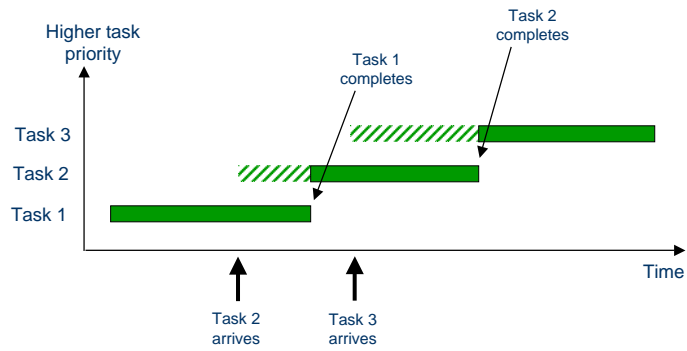 Higher task
priority
Task 2
completes
Task 1
completes
Task 3
Task 2
Task 1
Time
Task 2
arrives
Task 3
arrives